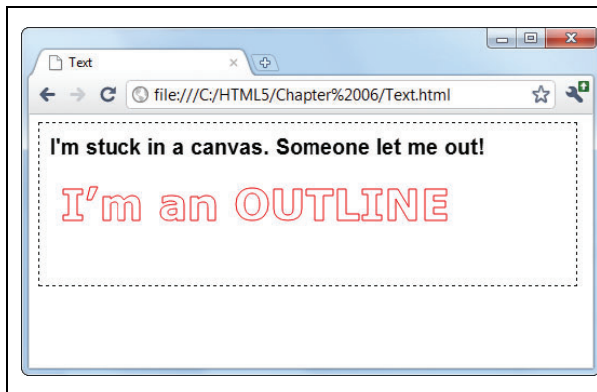 Text
file:///C:/HTML5/Chapter%2006/Text.html
I'm stuck in a canvas. Someone let me out!
I’m an OUTLINE